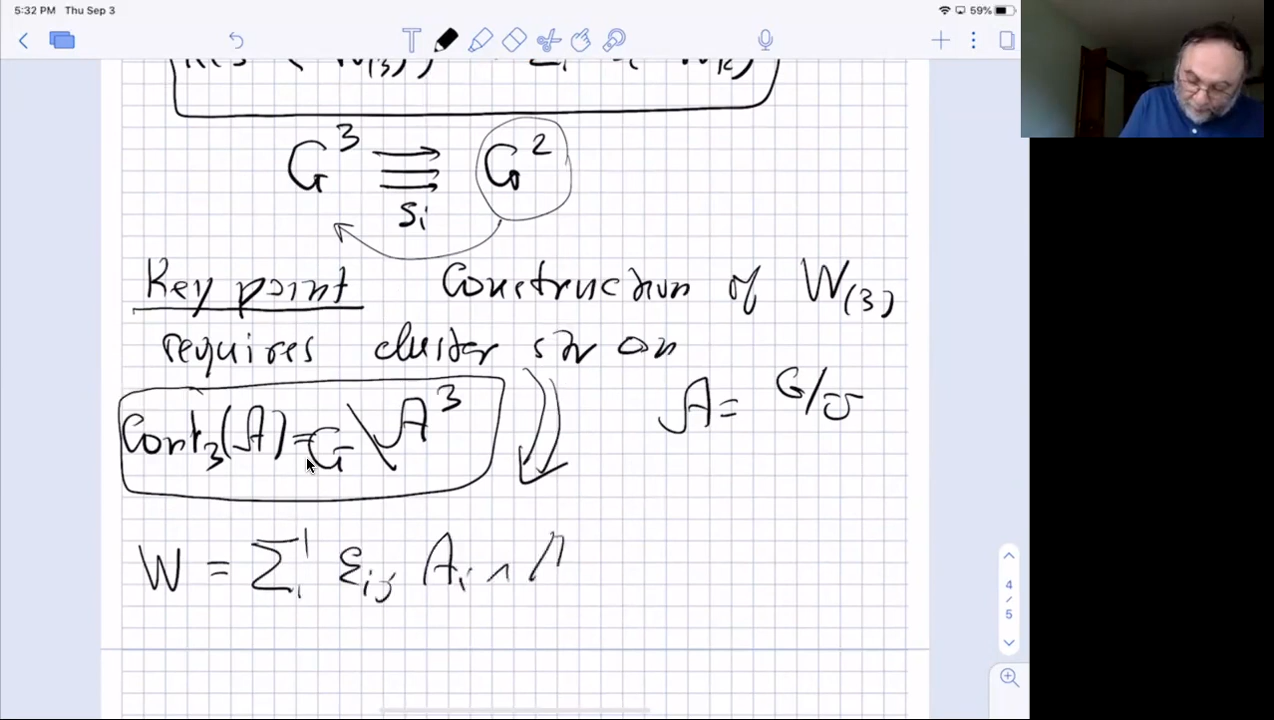 5:32 PM Thu Sep 3
59%
G³ ⇶ G²
Sᵢ
Key point Construction of W₍₃₎
requires cluster str on
Conf₃(𝒜) = G\𝒜³
𝒜 = G/U
W = Σ εᵢⱼ Aᵢ ∧ A
4
/
5